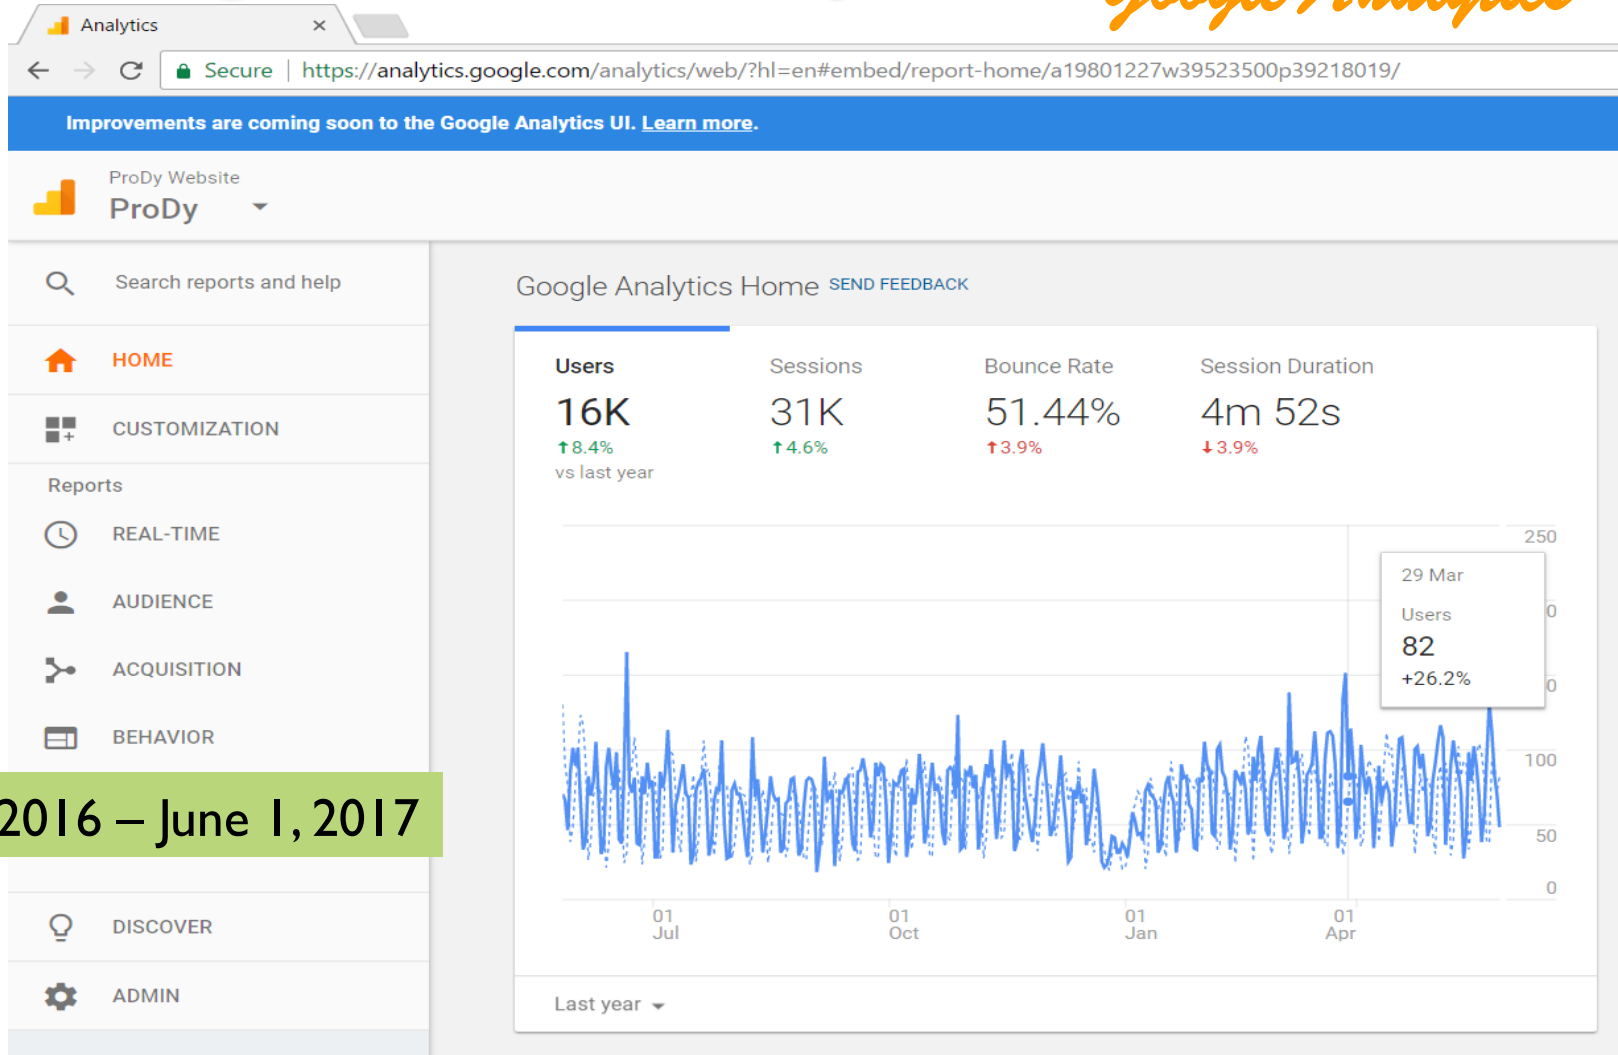 Google Analytics
Analytics
Secure | https://analytics.google.com/analytics/web/?hl=en#embed/report-home/a19801227w39523500p39218019/
Improvements are coming soon to the Google Analytics UI. Learn more.
ProDy Website
ProDy
Search reports and help
HOME
CUSTOMIZATION
Reports
REAL-TIME
AUDIENCE
ACQUISITION
BEHAVIOR
2016 – June 1, 2017
DISCOVER
ADMIN
Google Analytics Home SEND FEEDBACK
Users
16K
8.4%
vs last year
Sessions
31K
4.6%
Bounce Rate
51.44%
3.9%
Session Duration
4m 52s
3.9%
250
29 Mar
Users
82
+26.2%
0
0
100
50
0
01
Jul
01
Oct
01
Jan
01
Apr
Last year